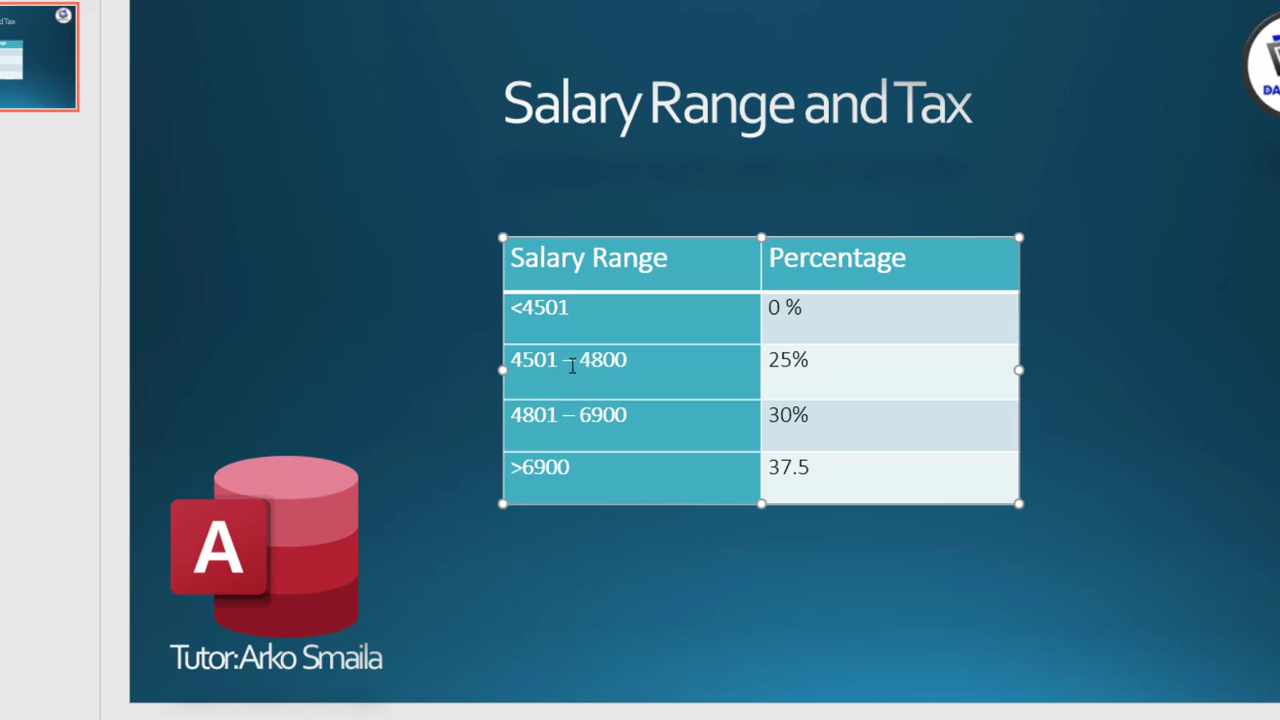 Salary Range and Tax
Salary Range Percentage
<4501 0 %
4501 – 4800 25%
4801 – 6900 30%
>6900 37.5
A
Tutor:Arko Smaila